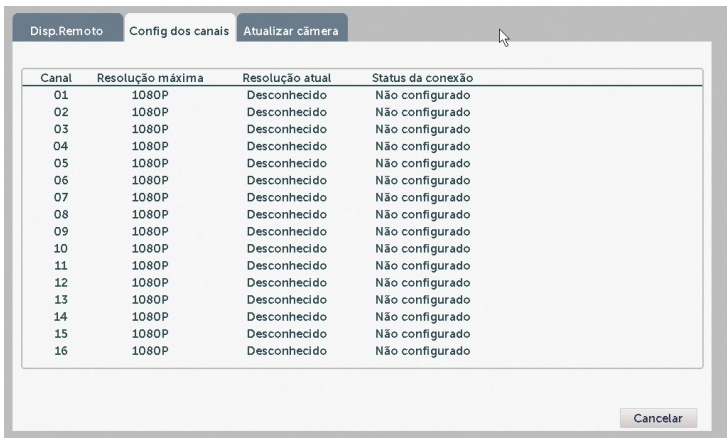 Disp.Remoto Config dos canais Atualizar cãmera
Canal Resolução máxima Resolução atual Status da conexão
01 1080P Desconhecido Não configurado
02 1080P Desconhecido Não configurado
03 1080P Desconhecido Não configurado
04 1080P Desconhecido Não configurado
05 1080P Desconhecido Não configurado
06 1080P Desconhecido Não configurado
07 1080P Desconhecido Não configurado
08 1080P Desconhecido Não configurado
09 1080P Desconhecido Não configurado
10 1080P Desconhecido Não configurado
11 1080P Desconhecido Não configurado
12 1080P Desconhecido Não configurado
13 1080P Desconhecido Não configurado
14 1080P Desconhecido Não configurado
15 1080P Desconhecido Não configurado
16 1080P Desconhecido Não configurado
Cancelar